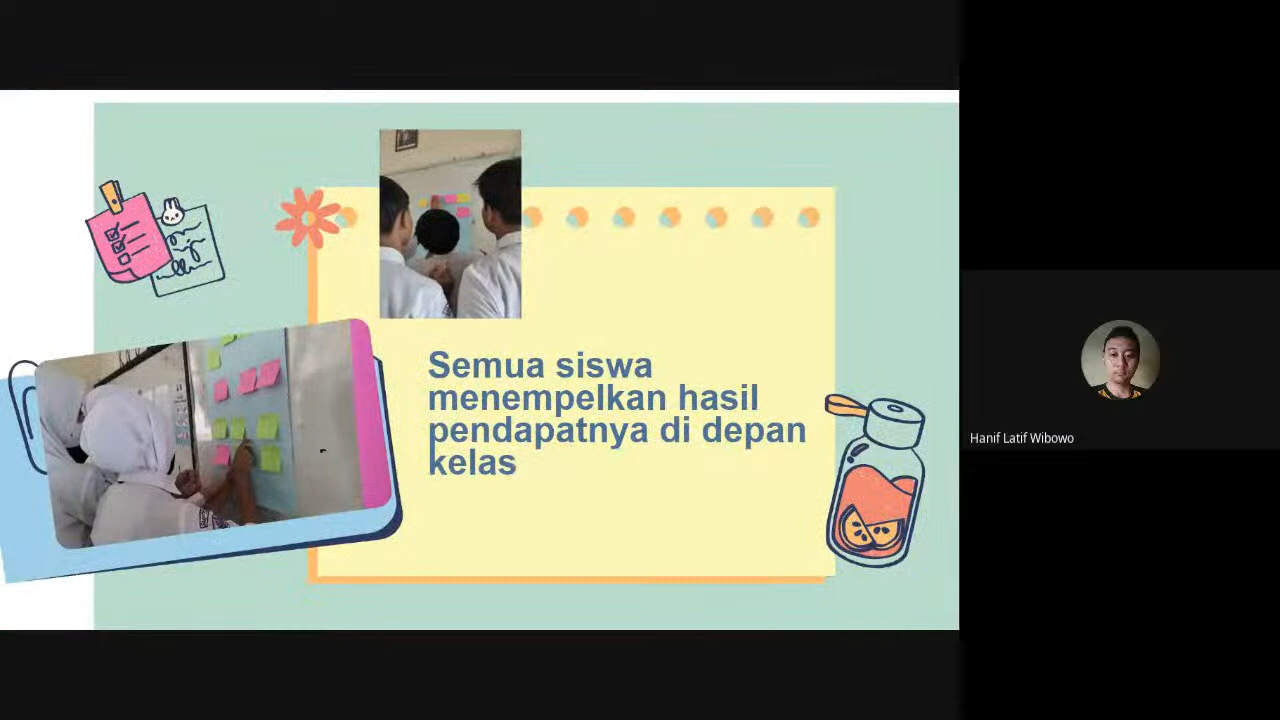 Semua siswa
menempelkan hasil
pendapatnya di depan
kelas
Hanif Latif Wibowo